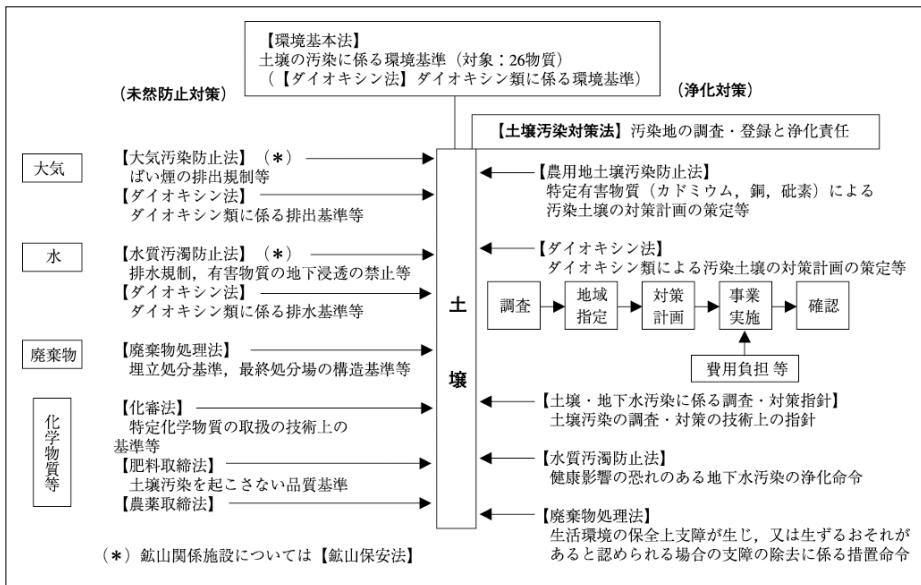 【環境基本法】
土壌の汚染に係る環境基準（対象：26物質）
（【ダイオキシン法】ダイオキシン類に係る環境基準）
（未然防止対策）
（浄化対策）
【土壌汚染対策法】汚染地の調査・登録と浄化責任
大気
【大気汚染防止法】（＊）
ばい煙の排出規制等
【ダイオキシン法】
ダイオキシン類に係る排出基準等
水
【水質汚濁防止法】（＊）
排水規制，有害物質の地下浸透の禁止等
【ダイオキシン法】
ダイオキシン類に係る排水基準等
廃棄物
【廃棄物処理法】
埋立処分基準，最終処分場の構造基準等
化学物質等
【化審法】
特定化学物質の取扱の技術上の
基準等
【肥料取締法】
土壌汚染を起こさない品質基準
【農薬取締法】
（＊）鉱山関係施設については【鉱山保安法】
土壌
【農用地土壌汚染防止法】
特定有害物質（カドミウム，銅，砒素）による
汚染土壌の対策計画の策定等
【ダイオキシン法】
ダイオキシン類による汚染土壌の対策計画の策定等
調査
地域
指定
対策
計画
事業
実施
確認
費用負担 等
【土壌・地下水汚染に係る調査・対策指針】
土壌汚染の調査・対策の技術上の指針
【水質汚濁防止法】
健康影響の恐れのある地下水汚染の浄化命令
【廃棄物処理法】
生活環境の保全上支障が生じ，又は生ずるおそれが
あると認められる場合の支障の除去に係る措置命令